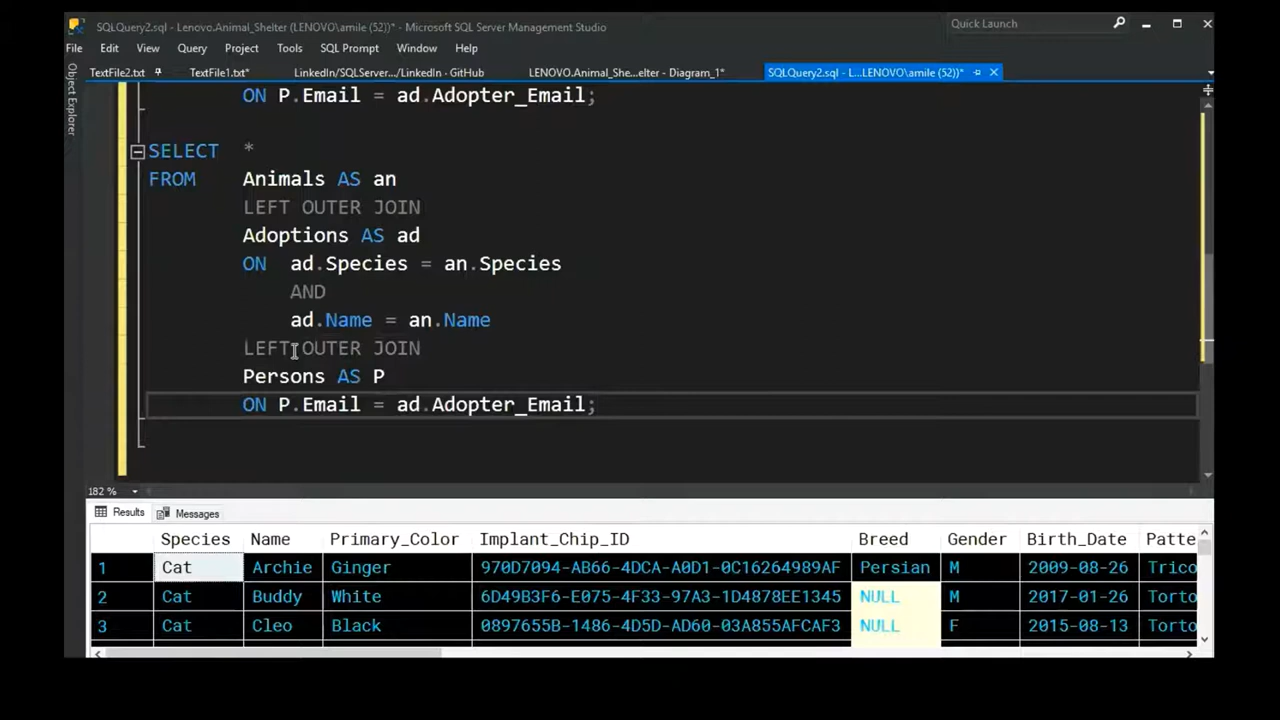 SQLQuery2.sql - Lenovo.Animal_Shelter (LENOVO\amile (52))* - Microsoft SQL Server Management Studio
Quick Launch
File Edit View Query Project Tools SQL Prompt Window Help
TextFile2.txt TextFile1.txt* LinkedIn/SQLServer.../LinkedIn - GitHub LENOVO.Animal_She...elter - Diagram_1* SQLQuery2.sql - L...LENOVO\amile (52))*
Object Explorer
ON P.Email = ad.Adopter_Email;
SELECT *
FROM Animals AS an
LEFT OUTER JOIN
Adoptions AS ad
ON ad.Species = an.Species
AND
ad.Name = an.Name
LEFT OUTER JOIN
Persons AS P
ON P.Email = ad.Adopter_Email;
182 %
Results Messages
Species Name Primary_Color Implant_Chip_ID Breed Gender Birth_Date Patte
1 Cat Archie Ginger 970D7094-AB66-4DCA-A0D1-0C16264989AF Persian M 2009-08-26 Trico
2 Cat Buddy White 6D49B3F6-E075-4F33-97A3-1D4878EE1345 NULL M 2017-01-26 Torto
3 Cat Cleo Black 0897655B-1486-4D5D-AD60-03A855AFCAF3 NULL F 2015-08-13 Torto